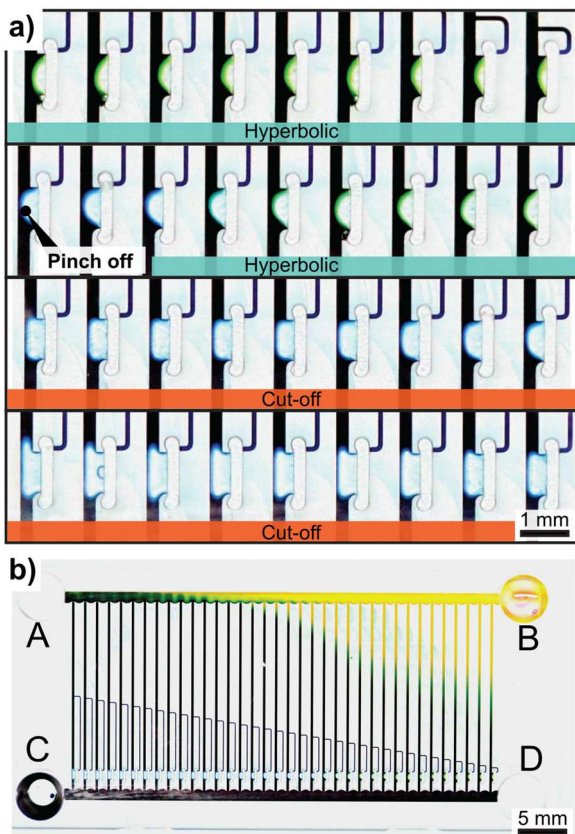 a)
Hyperbolic
Pinch off
Hyperbolic
Cut-off
Cut-off
1 mm
b)
A
B
C
D
5 mm